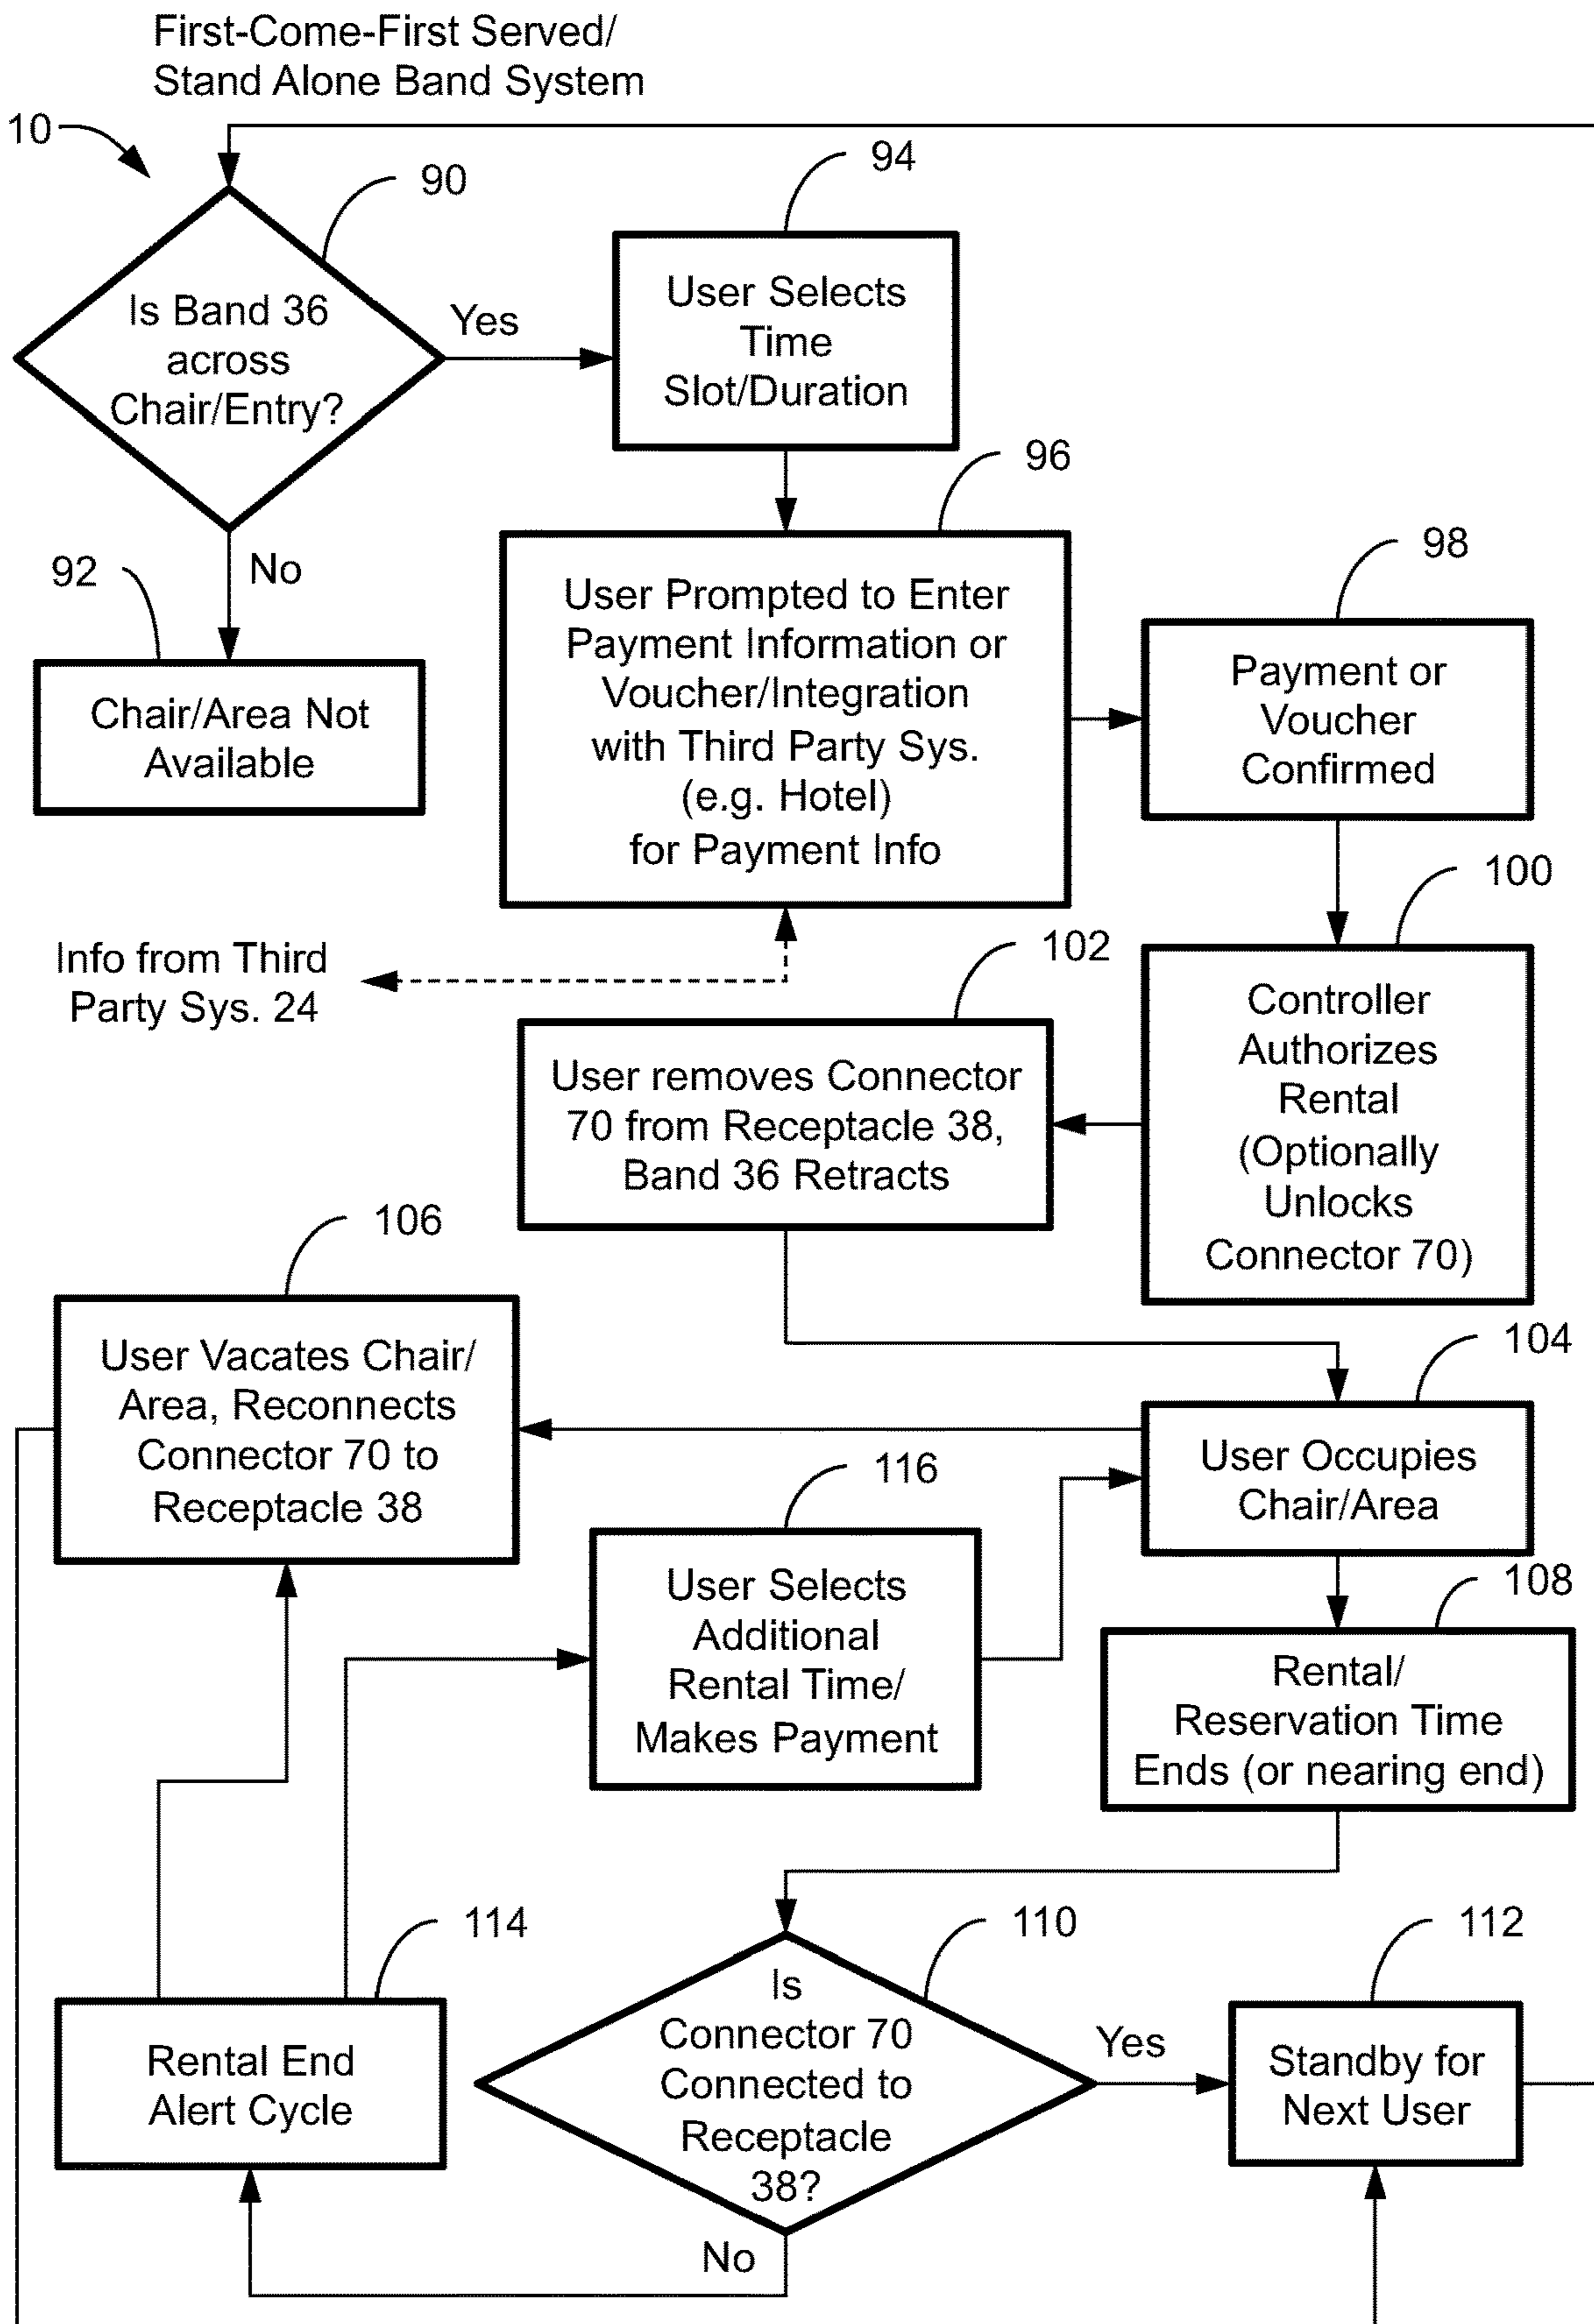 First-Come-First Served/
Stand Alone Band System
10
90
94
Is Band 36
across
Chair/Entry?
Yes
User Selects
Time
Slot/Duration
96
No
92
Chair/Area Not
Available
User Prompted to Enter
Payment Information or
Voucher/Integration
with Third Party Sys.
(e.g. Hotel)
for Payment Info
98
Payment or
Voucher
Confirmed
100
Info from Third
Party Sys. 24
102
Controller
Authorizes
Rental
(Optionally
Unlocks
Connector 70)
User removes Connector
70 from Receptacle 38,
Band 36 Retracts
106
User Vacates Chair/
Area, Reconnects
Connector 70 to
Receptacle 38
104
User Occupies
Chair/Area
116
User Selects
Additional
Rental Time/
Makes Payment
108
Rental/
Reservation Time
Ends (or nearing end)
114
Rental End
Alert Cycle
110
Is
Connector 70
Connected to
Receptacle
38?
Yes
No
112
Standby for
Next User